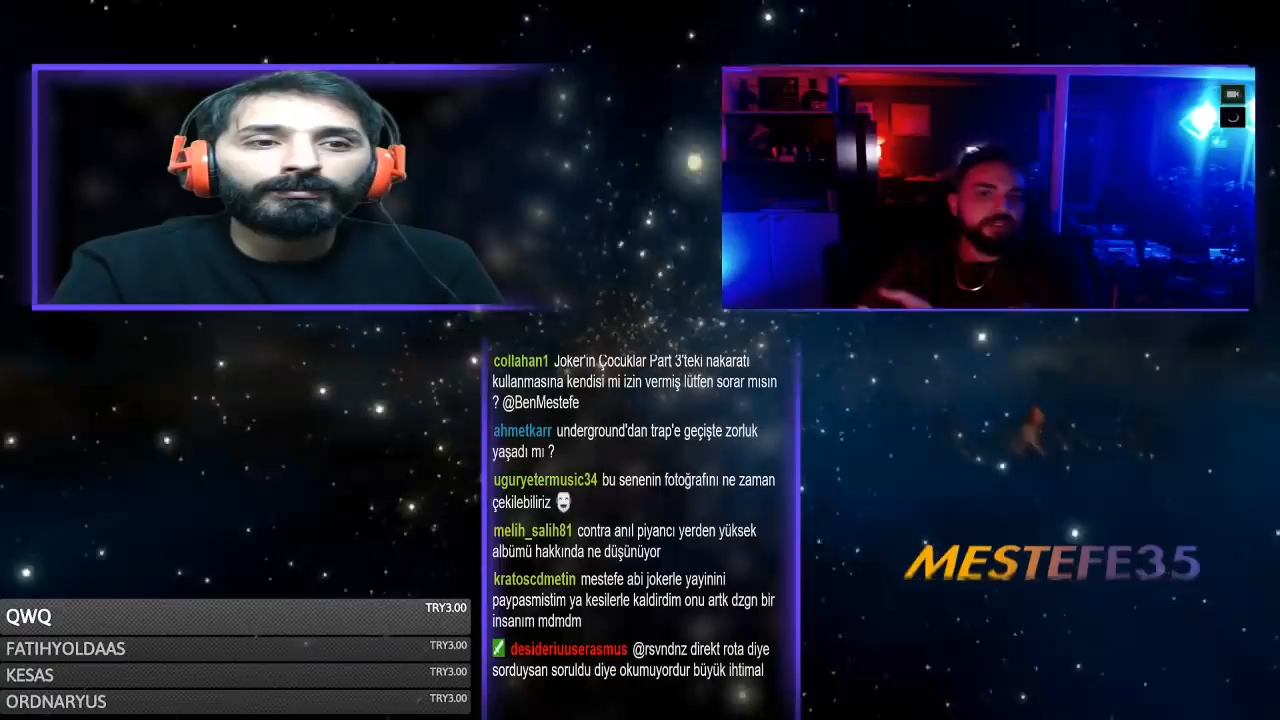 collahan1 Joker'in Çocuklar Part 3'teki nakaratı
kullanmasına kendisi mi izin vermiş lütfen sorar mısın
? @BenMestefe
ahmetkarr underground'dan trap'e geçişte zorluk
yaşadı mı ?
uguryetermusic34 bu senenin fotoğrafını ne zaman
çekilebiliriz
melih_salih81 contra anıl piyancı yerden yüksek
albümü hakkında ne düşünüyor
kratoscdmetin mestefe abi jokerle yayinini
paypasmistim ya kesilerle kaldirdim onu artk dzgn bir
insanım mdmdm
desideriuuserasmus @rsvndnz direkt rota diye
sorduysan soruldu diye okumuyordur büyük ihtimal
MESTEFE35
QWQ TRY3.00
FATIHYOLDAAS TRY3.00
KESAS TRY3.00
ORDNARYUS TRY3.00